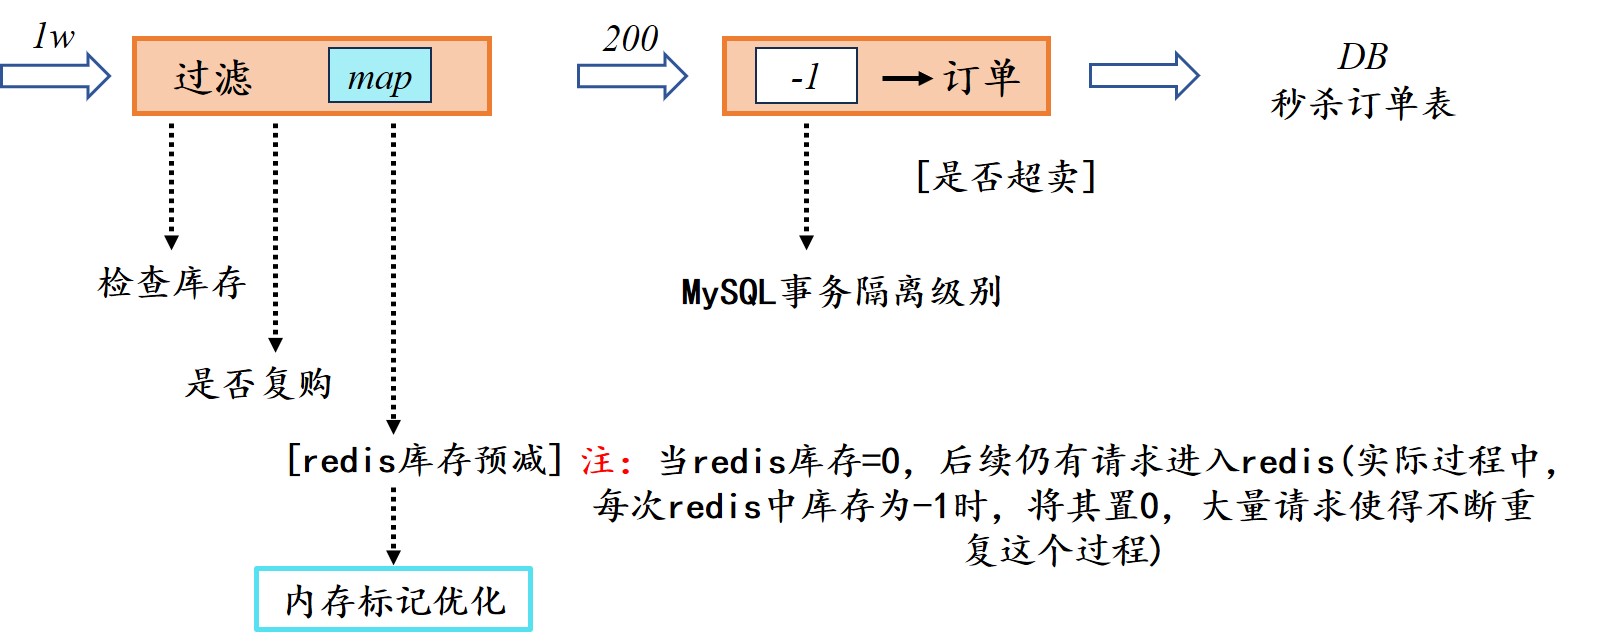 1w
过滤
map
200
-1
订单
DB
秒杀订单表
[是否超卖]
检查库存
MySQL事务隔离级别
是否复购
[redis库存预减]
注：当redis库存=0，后续仍有请求进入redis(实际过程中，
每次redis中库存为-1时，将其置0，大量请求使得不断重
复这个过程)
内存标记优化